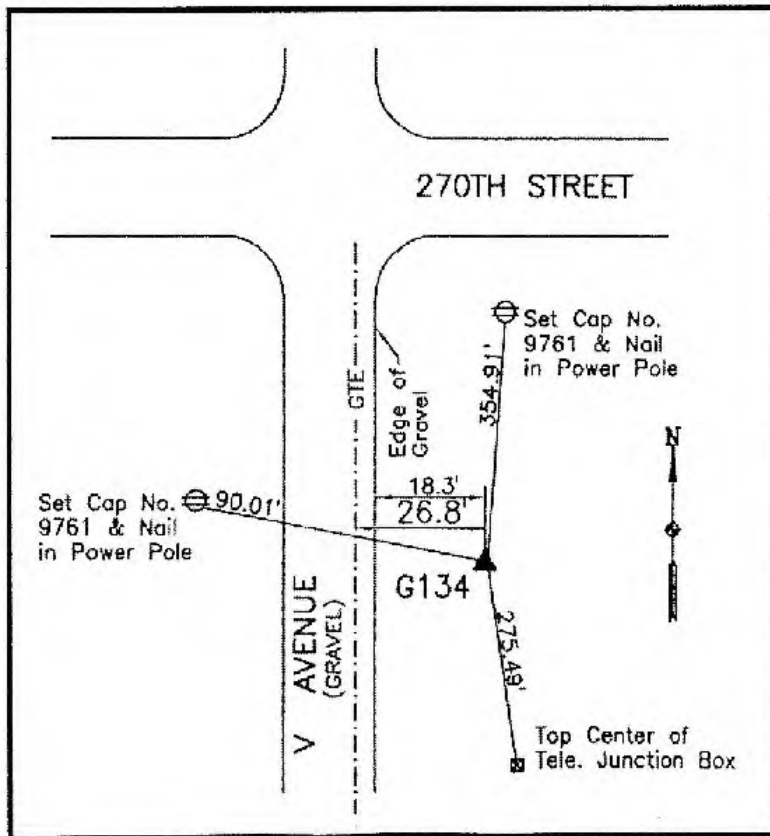 270TH STREET
Set Cap No.
9761 & Nail
in Power Pole
354.91'
GTE
Edge of
Gravel
N
18.3'
26.8'
Set Cap No.
9761 & Nail
in Power Pole
90.01'
G134
V AVENUE
(GRAVEL)
275.49'
Top Center of
Tele. Junction Box